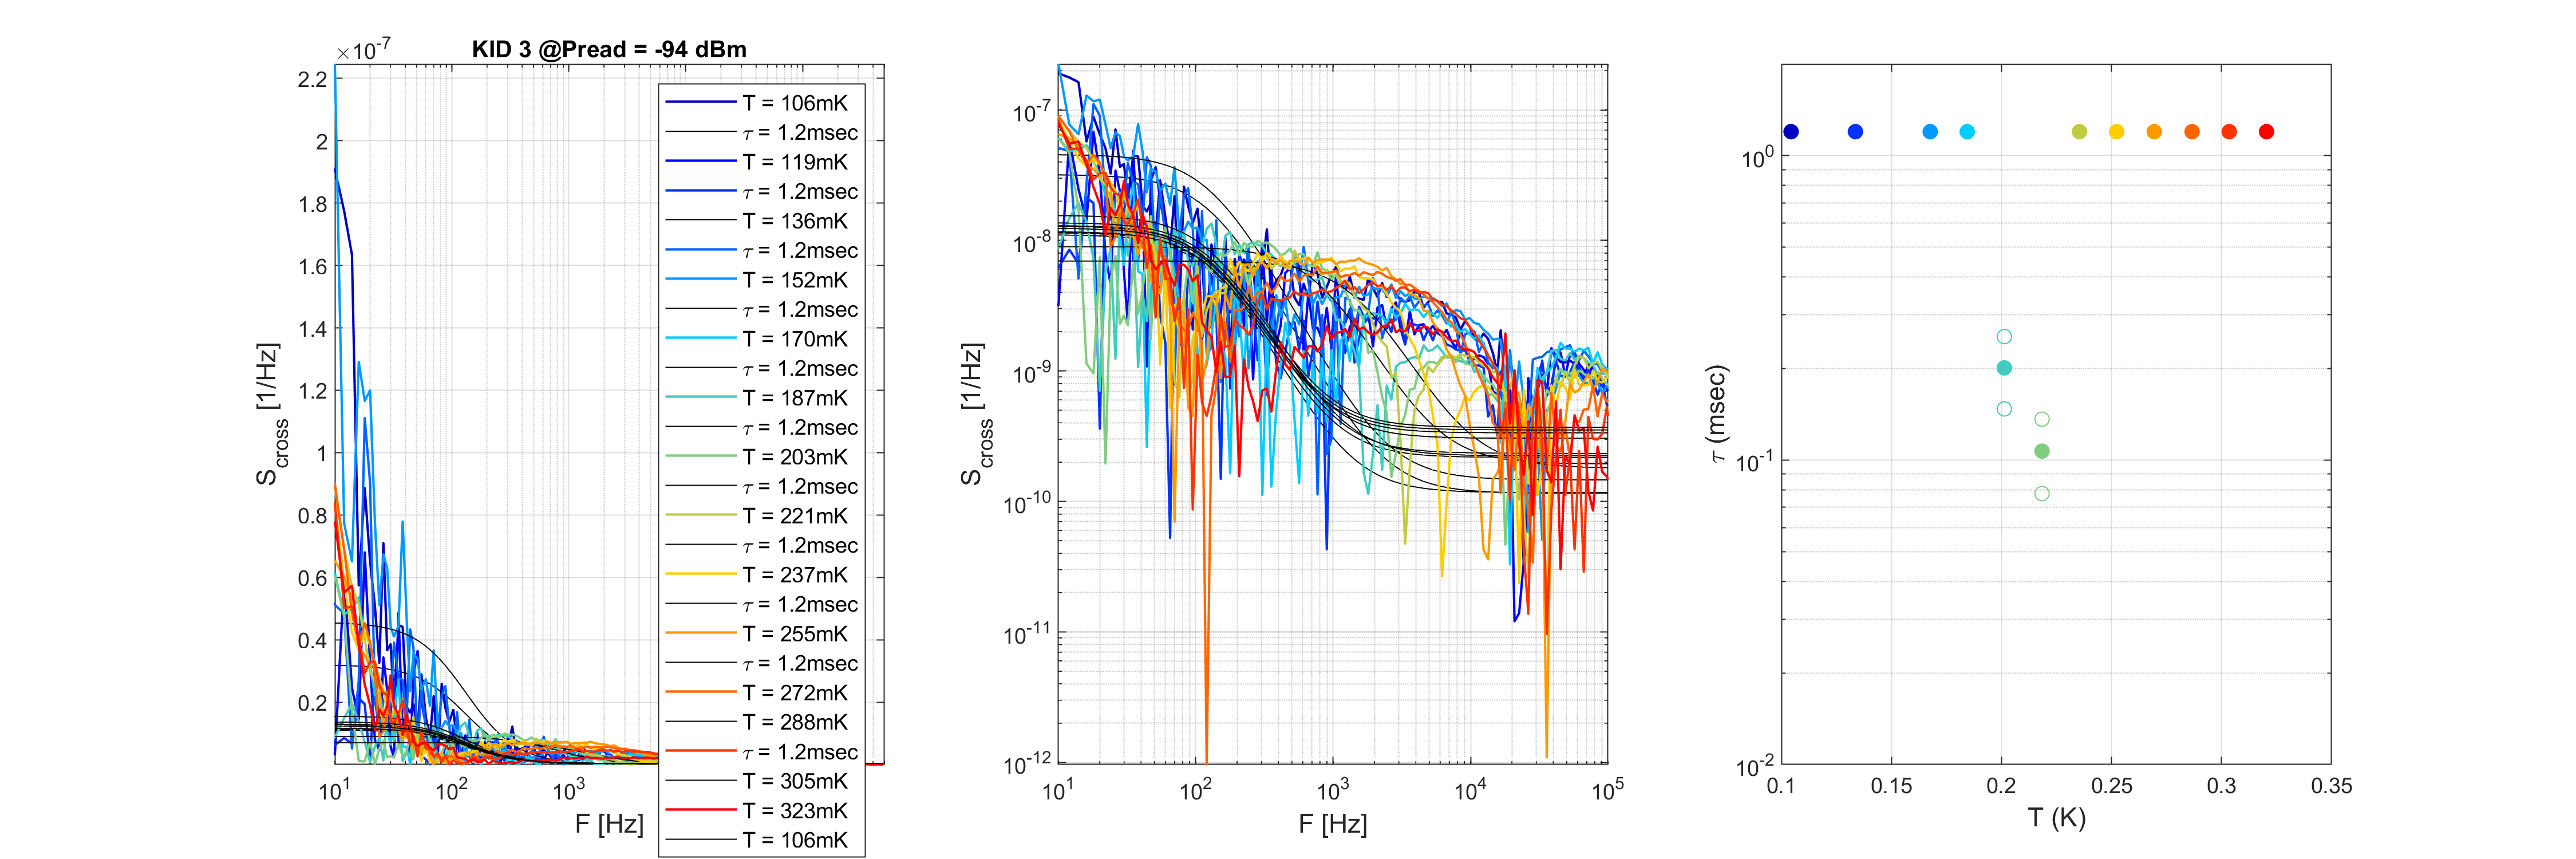 ×10⁻⁷
KID 3 @Pread = -94 dBm
2.2
2
1.8
1.6
1.4
1.2
1
0.8
0.6
0.4
0.2
S_cross [1/Hz]
10¹
10²
10³
F [Hz]
T = 106mK
τ = 1.2msec
T = 119mK
τ = 1.2msec
T = 136mK
τ = 1.2msec
T = 152mK
τ = 1.2msec
T = 170mK
τ = 1.2msec
T = 187mK
τ = 1.2msec
T = 203mK
τ = 1.2msec
T = 221mK
τ = 1.2msec
T = 237mK
τ = 1.2msec
T = 255mK
τ = 1.2msec
T = 272mK
T = 288mK
τ = 1.2msec
T = 305mK
T = 323mK
T = 106mK
10⁻⁷
10⁻⁸
10⁻⁹
10⁻¹⁰
10⁻¹¹
10⁻¹²
S_cross [1/Hz]
10¹
10²
10³
10⁴
10⁵
F [Hz]
10⁰
10⁻¹
10⁻²
τ (msec)
0.1
0.15
0.2
0.25
0.3
0.35
T (K)